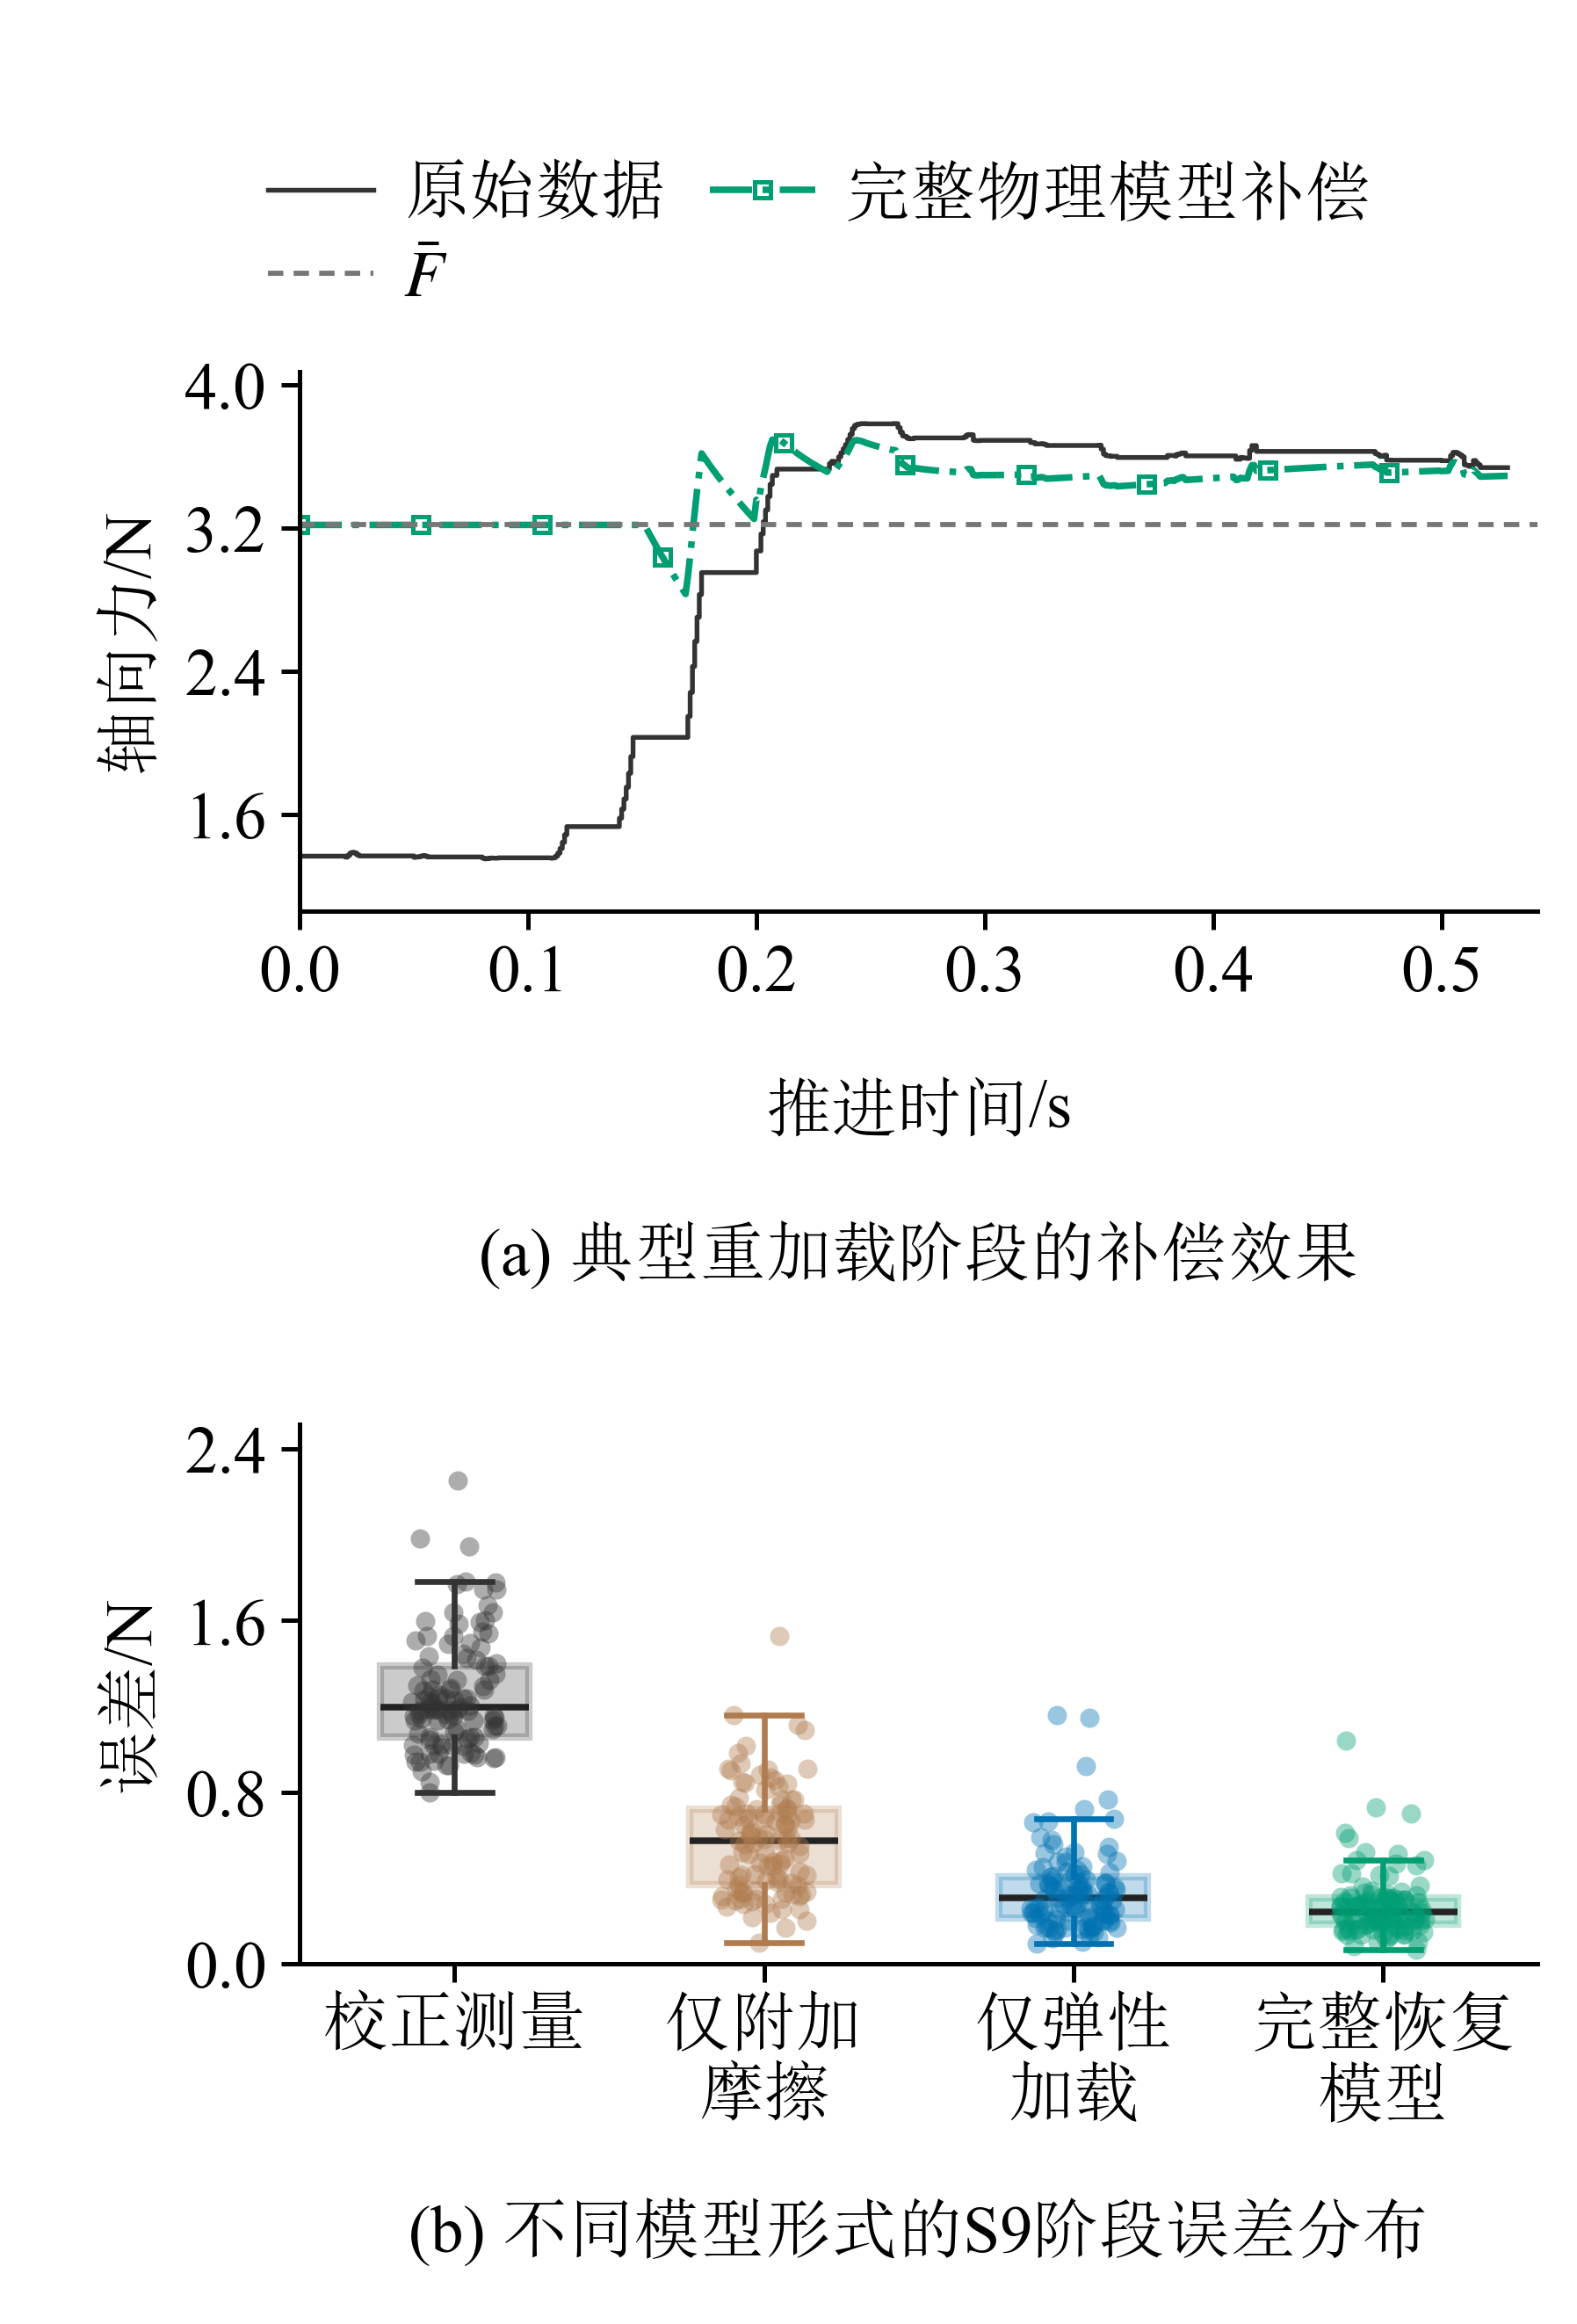 原始数据 完整物理模型补偿
F̄
4.0
3.2
2.4
1.6
轴向力/N
0.0 0.1 0.2 0.3 0.4 0.5
推进时间/s
(a) 典型重加载阶段的补偿效果
2.4
1.6
0.8
0.0
误差/N
校正测量 仅附加 仅弹性 完整恢复
摩擦 加载 模型
(b) 不同模型形式的S9阶段误差分布